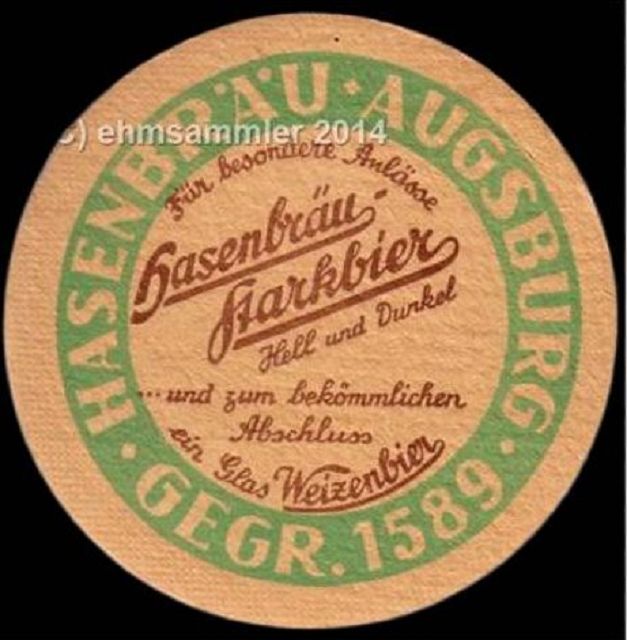 HASENBRÄU · AUGSBURG ·
GEGR. 1589 ·
(C) ehmsammler 2014
Für besondere Anlässe
Hasenbräu-
Starkbier
Hell und Dunkel
... und zum bekömmlichen
Abschluss
ein Glas Weizenbier